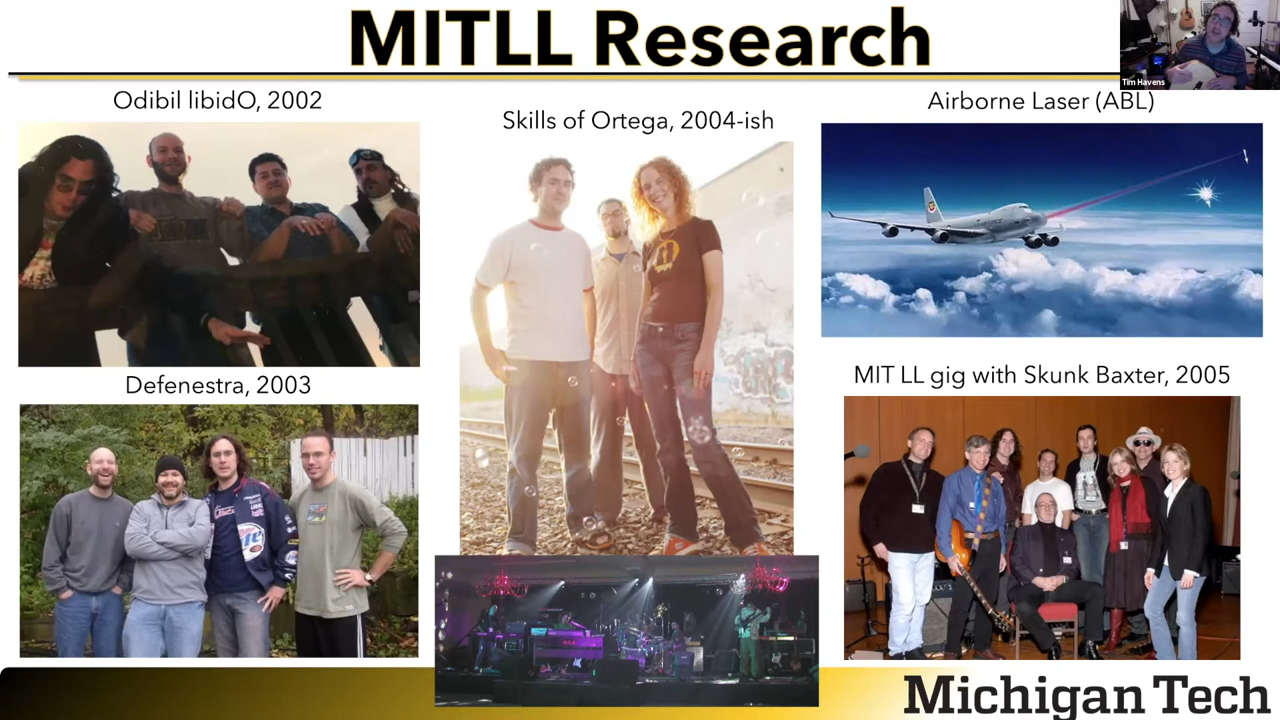 MITLL Research
Tim Havens
Odibil libidO, 2002
Skills of Ortega, 2004-ish
Airborne Laser (ABL)
Defenestra, 2003
MIT LL gig with Skunk Baxter, 2005
Michigan Tech